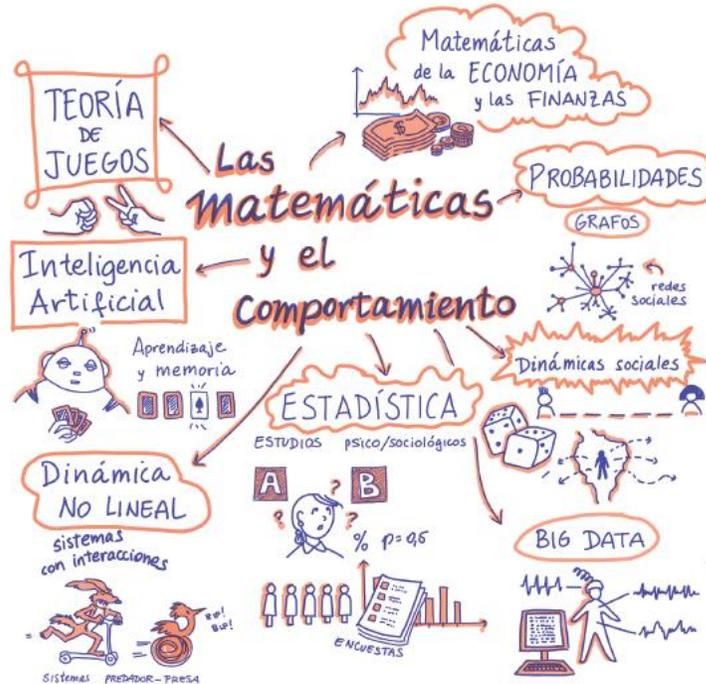 Las
Matemáticas
y el
Comportamiento
TEORÍA
DE
JUEGOS
Matemáticas
de la ECONOMÍA
y las FINANZAS
$
PROBABILIDADES
GRAFOS
redes
sociales
Inteligencia
Artificial
Aprendizaje
y memoria
Dinámicas sociales
ESTADÍSTICA
ESTUDIOS psico/sociológicos
A B
? ? ? ?
% p=0,5
ENCUESTAS
Dinámica
NO LINEAL
sistemas
con interacciones
BIP!
BIP!
Sistemas PREDADOR-PRESA
BIG DATA